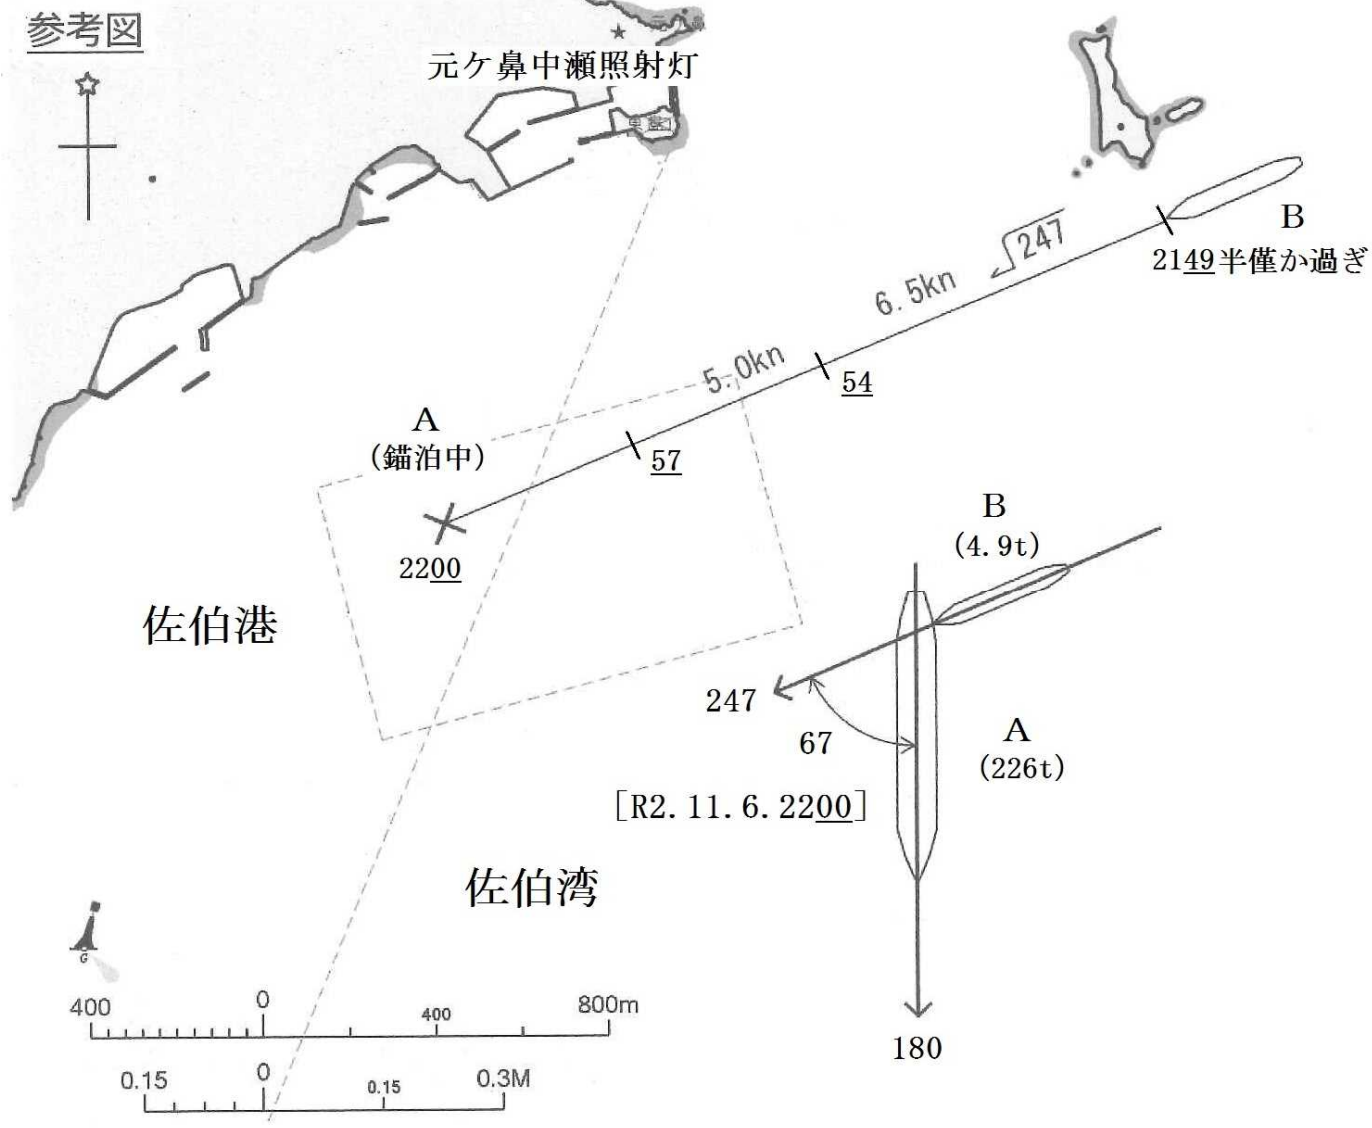 参考図
元ケ鼻中瀬照射灯
B
2149半僅か過ぎ
247
6.5kn
5.0kn
54
57
A
(錨泊中)
2200
佐伯港
B
(4.9t)
247
67
A
(226t)
[R2.11.6.2200]
佐伯湾
180
G
400
0
400
800m
0.15
0
0.15
0.3M